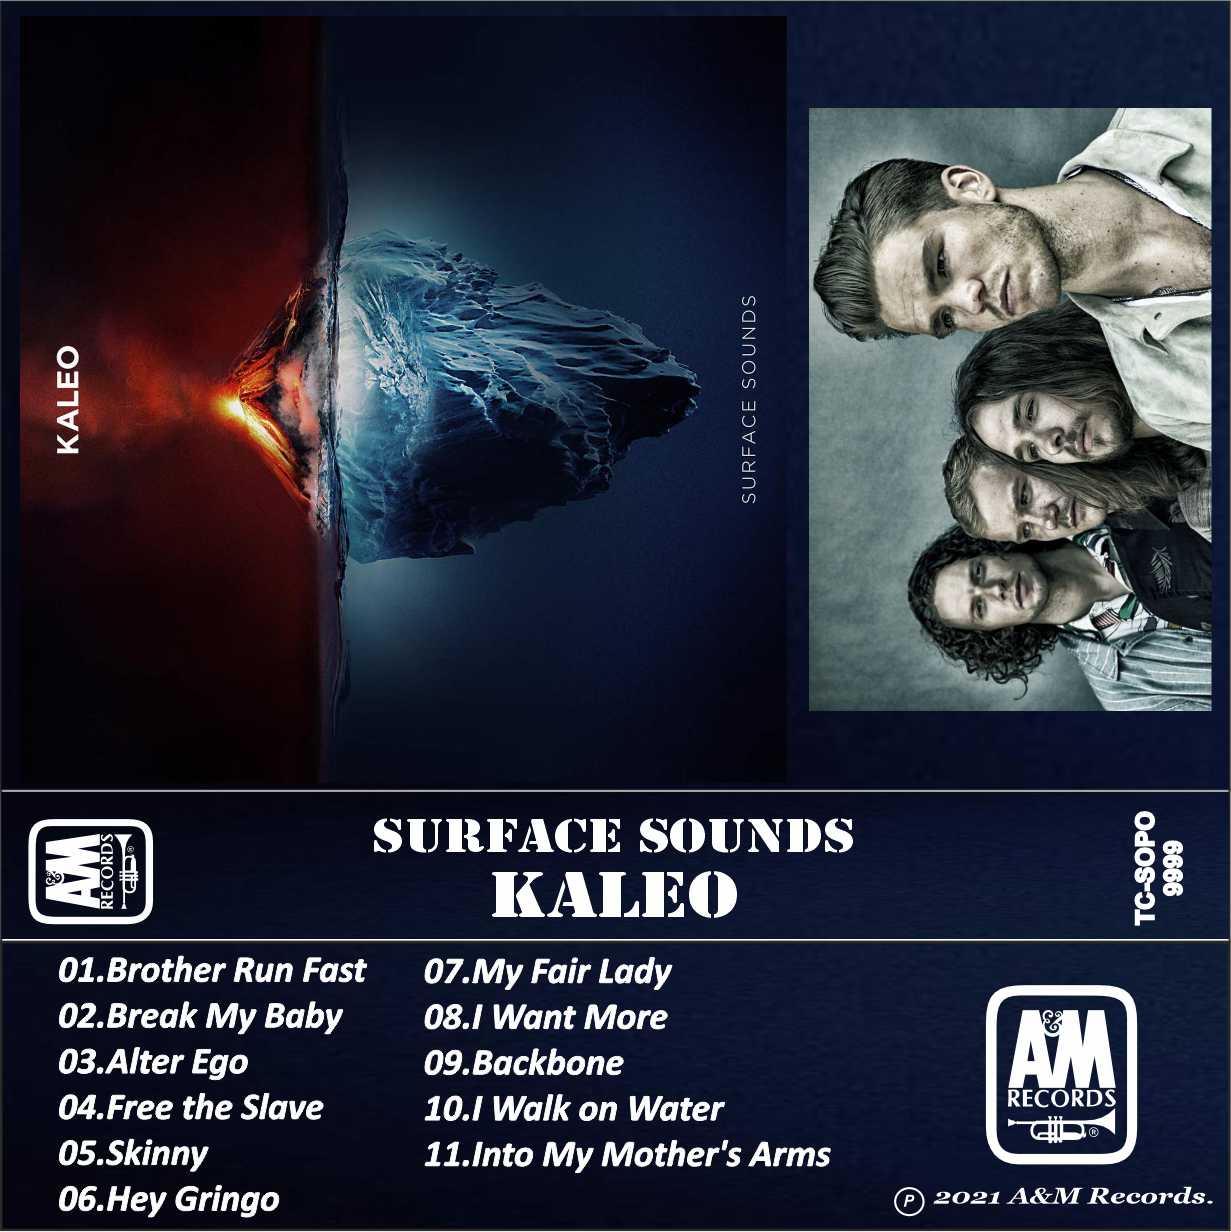 KALEO
SURFACE SOUNDS
A&M
RECORDS
®
SURFACE SOUNDS
KALEO
TC-SOPO
9999
01.Brother Run Fast
02.Break My Baby
03.Alter Ego
04.Free the Slave
05.Skinny
06.Hey Gringo
07.My Fair Lady
08.I Want More
09.Backbone
10.I Walk on Water
11.Into My Mother's Arms
A&M
RECORDS
®
℗ 2021 A&M Records.